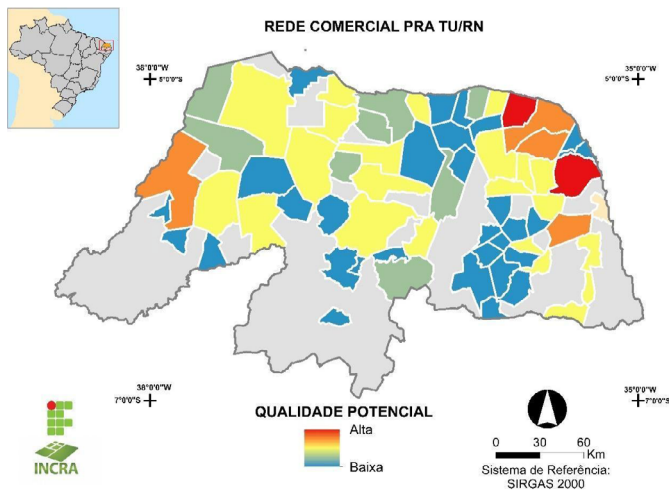 REDE COMERCIAL PRA TU/RN
36°0'0"W
5°0'0"S
35°0'0"W
5°0'0"S
38°0'0"W
7°0'0"S
35°0'0"W
7°0'0"S
QUALIDADE POTENCIAL
Alta
Baixa
INCRA
0 30 60
Km
Sistema de Referência:
SIRGAS 2000